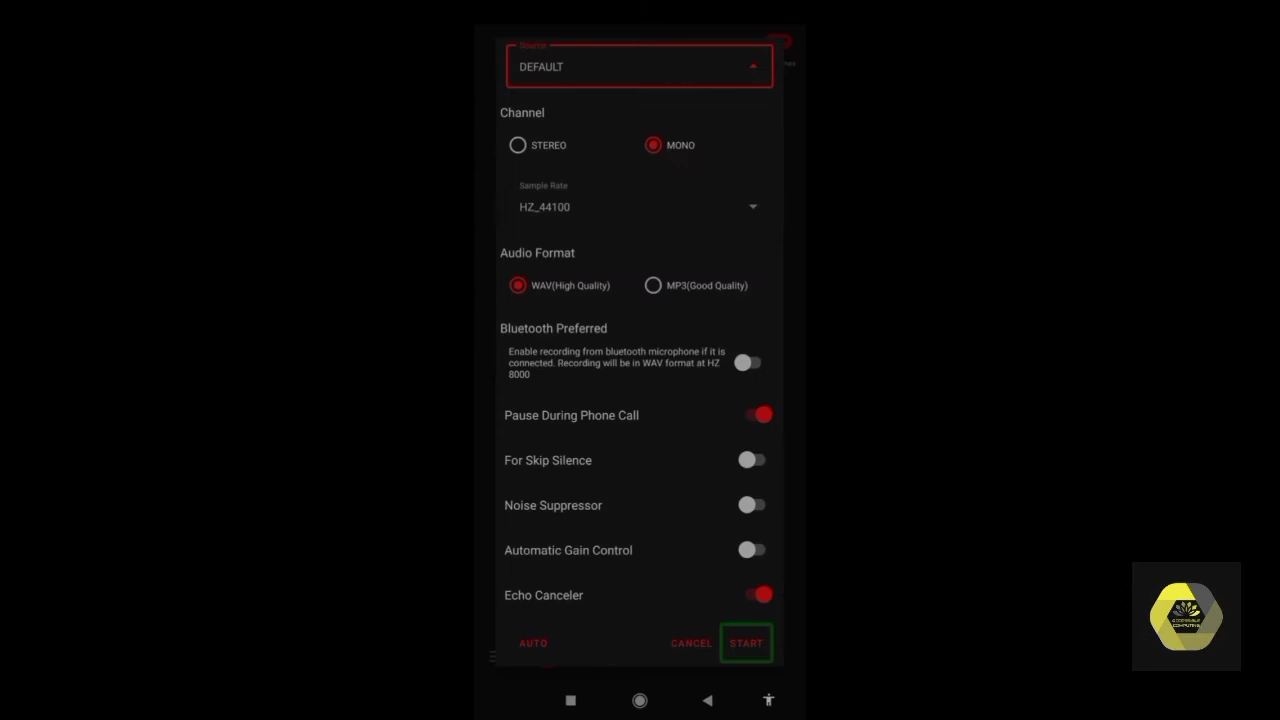 Source
DEFAULT
Channel
STEREO
MONO
Sample Rate
HZ_44100
Audio Format
WAV(High Quality)
MP3(Good Quality)
Bluetooth Preferred
Enable recording from bluetooth microphone if it is
connected. Recording will be in WAV format at HZ
8000
Pause During Phone Call
For Skip Silence
Noise Suppressor
Automatic Gain Control
Echo Canceler
AUTO
CANCEL
START
ACCESSIBLE
COMPUTING